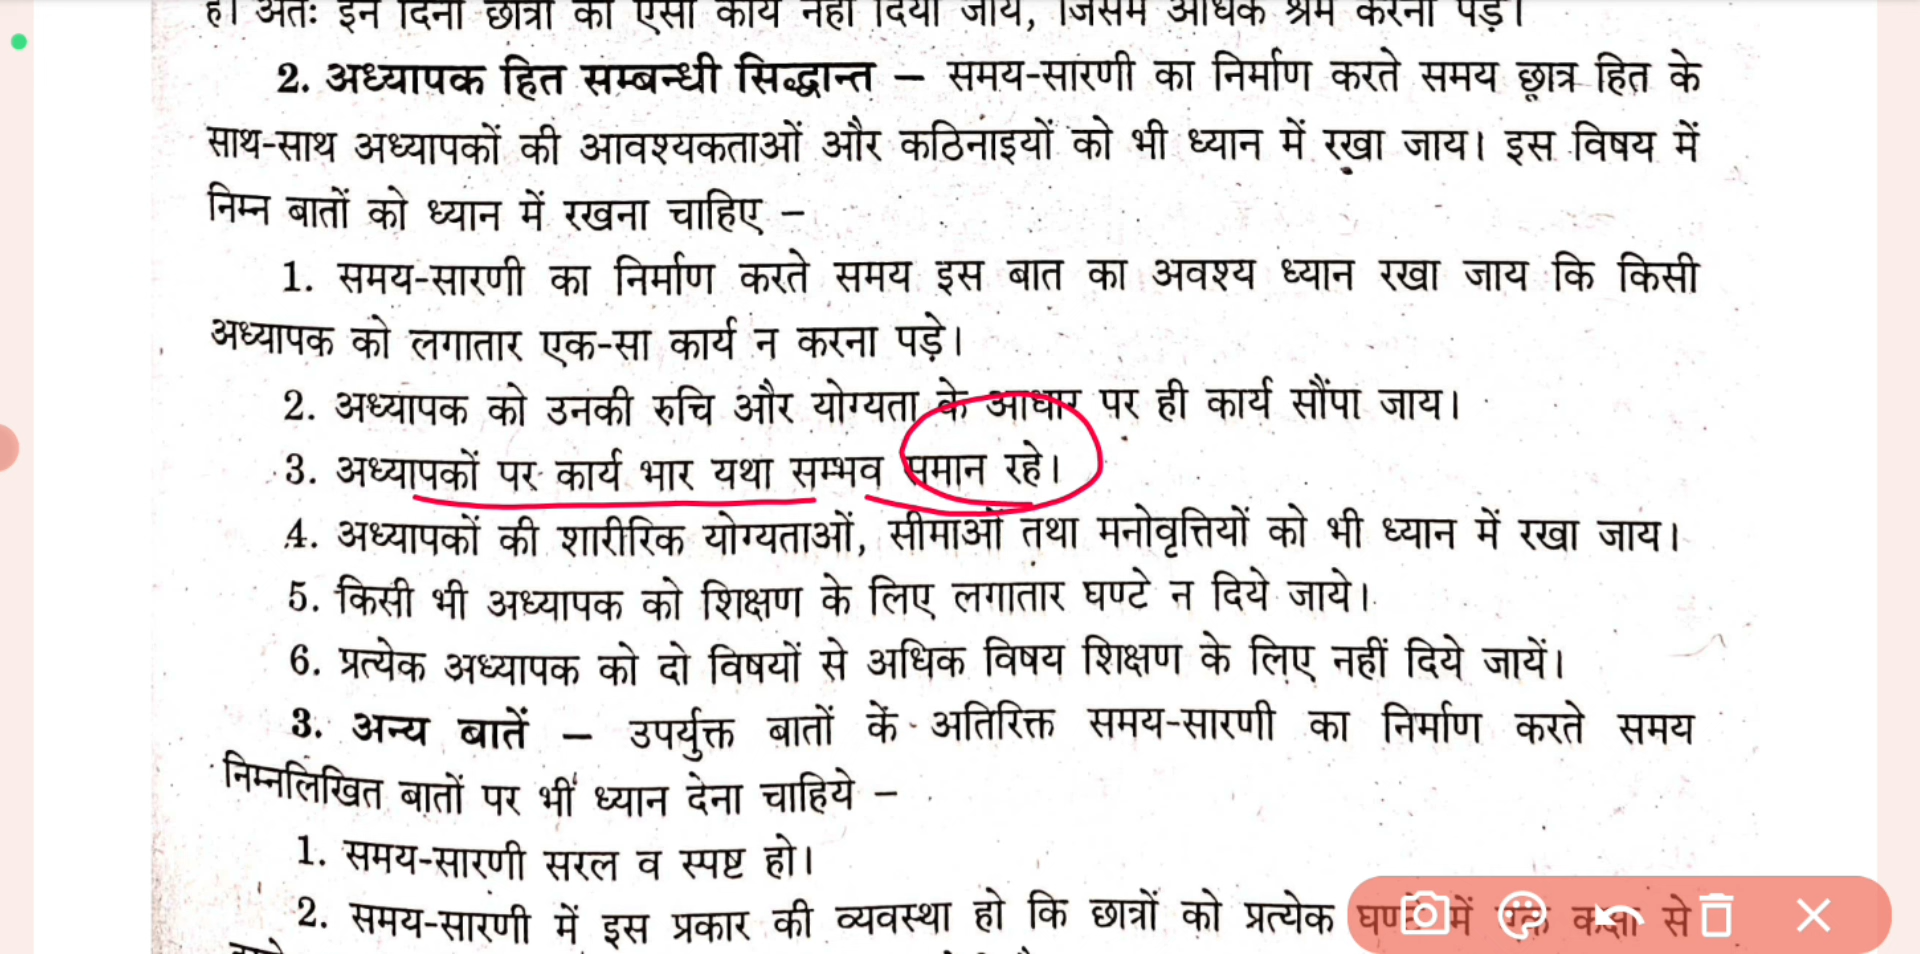 है। अतः इन दिनों छात्रों को ऐसा कार्य नहीं दिया जाय, जिसमें अधिक श्रम करना पड़े।
2. अध्यापक हित सम्बन्धी सिद्धान्त – समय-सारणी का निर्माण करते समय छात्र हित के
साथ-साथ अध्यापकों की आवश्यकताओं और कठिनाइयों को भी ध्यान में रखा जाय। इस विषय में
निम्न बातों को ध्यान में रखना चाहिए –
1. समय-सारणी का निर्माण करते समय इस बात का अवश्य ध्यान रखा जाय कि किसी
अध्यापक को लगातार एक-सा कार्य न करना पड़े।
2. अध्यापक को उनकी रुचि और योग्यता के आधार पर ही कार्य सौंपा जाय।
3. अध्यापकों पर कार्य भार यथा सम्भव समान रहे।
4. अध्यापकों की शारीरिक योग्यताओं, सीमाओं तथा मनोवृत्तियों को भी ध्यान में रखा जाय।
5. किसी भी अध्यापक को शिक्षण के लिए लगातार घण्टे न दिये जाये।
6. प्रत्येक अध्यापक को दो विषयों से अधिक विषय शिक्षण के लिए नहीं दिये जायें।
3. अन्य बातें – उपर्युक्त बातों के अतिरिक्त समय-सारणी का निर्माण करते समय
निम्नलिखित बातों पर भी ध्यान देना चाहिये –
1. समय-सारणी सरल व स्पष्ट हो।
2. समय-सारणी में इस प्रकार की व्यवस्था हो कि छात्रों को प्रत्येक घण्टे में एक कक्षा से